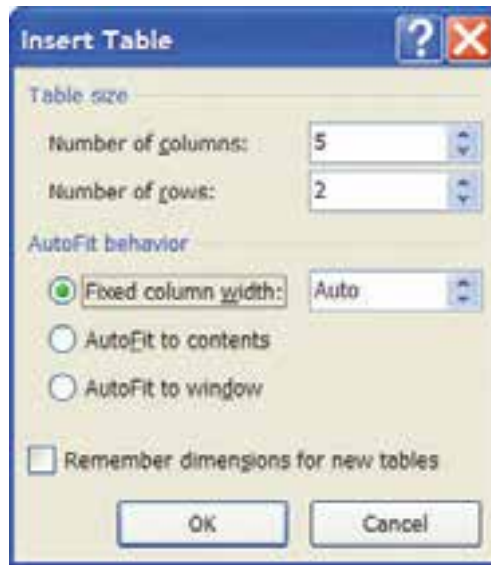 Insert Table
Table size
Number of columns: 5
Number of rows: 2
AutoFit behavior
Fixed column width: Auto
AutoFit to contents
AutoFit to window
Remember dimensions for new tables
OK Cancel